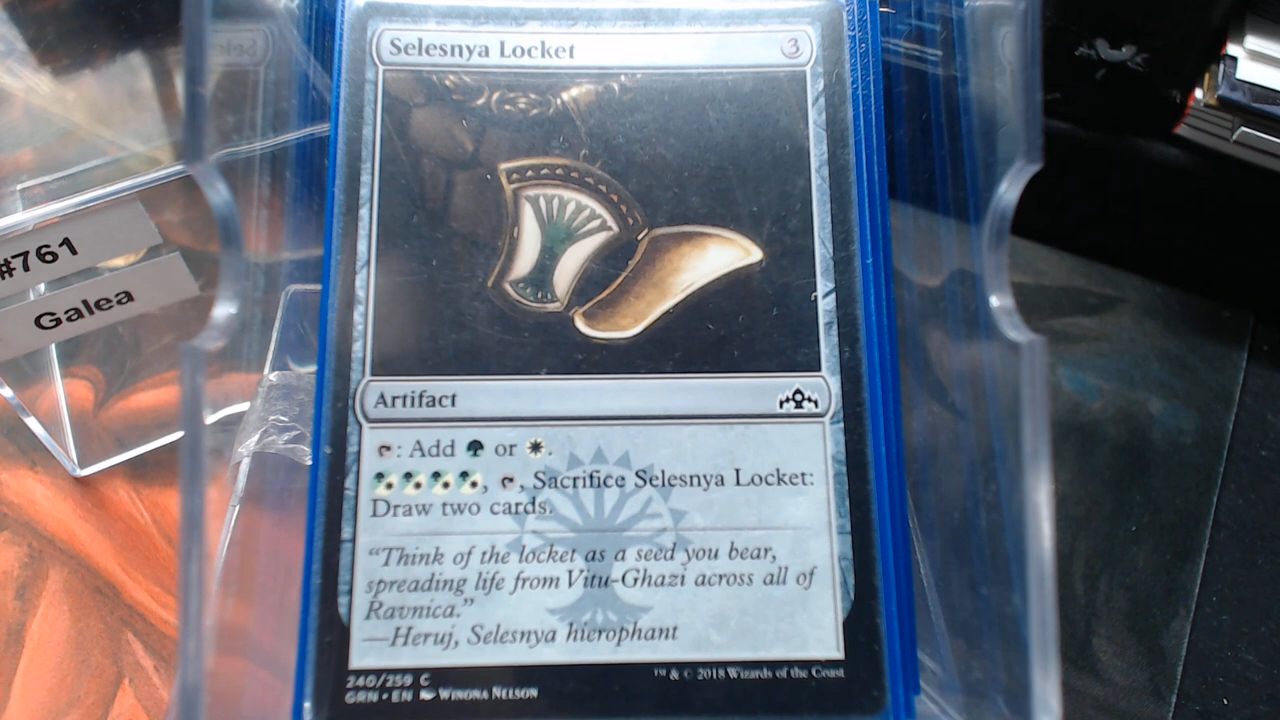 Selesnya Locket 3
#761
Galea
Artifact
: Add or .
, , Sacrifice Selesnya Locket:
Draw two cards.
“Think of the locket as a seed you bear,
spreading life from Vitu-Ghazi across all of
Ravnica.”
—Heruj, Selesnya hierophant
240/259 C
GRN • EN Winona Nelson
™ & © 2018 Wizards of the Coast